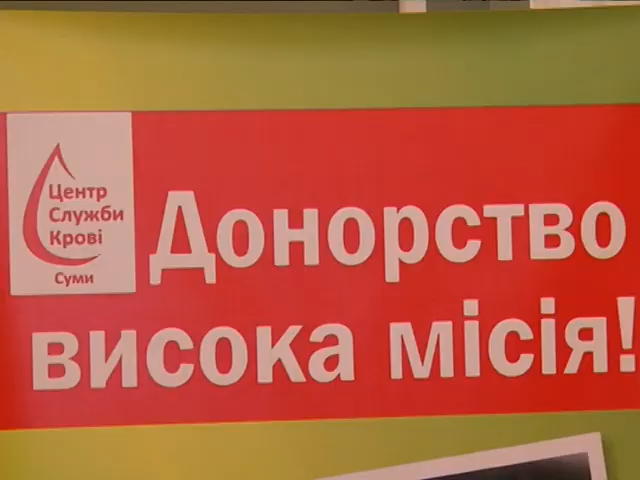 Центр
Служби
Крові
Суми
Донорство
висока місія!